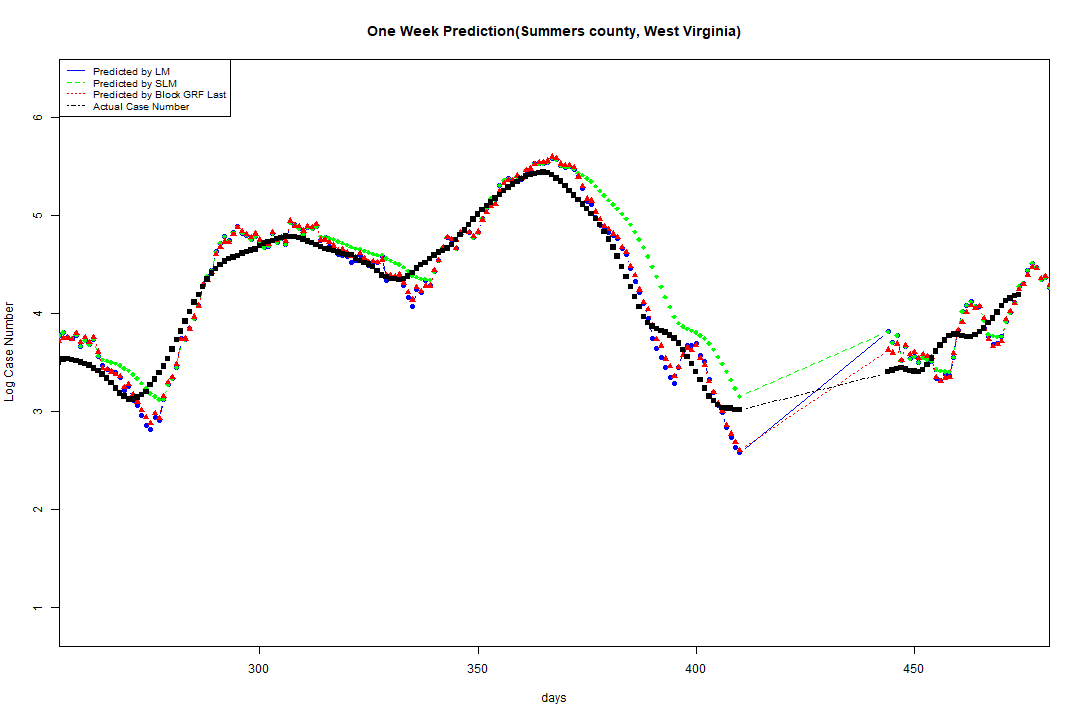 One Week Prediction(Summers county, West Virginia)
Predicted by LM
Predicted by SLM
Predicted by Block GRF Last
Actual Case Number
Log Case Number
6
5
4
3
2
1
300 350 400 450
days